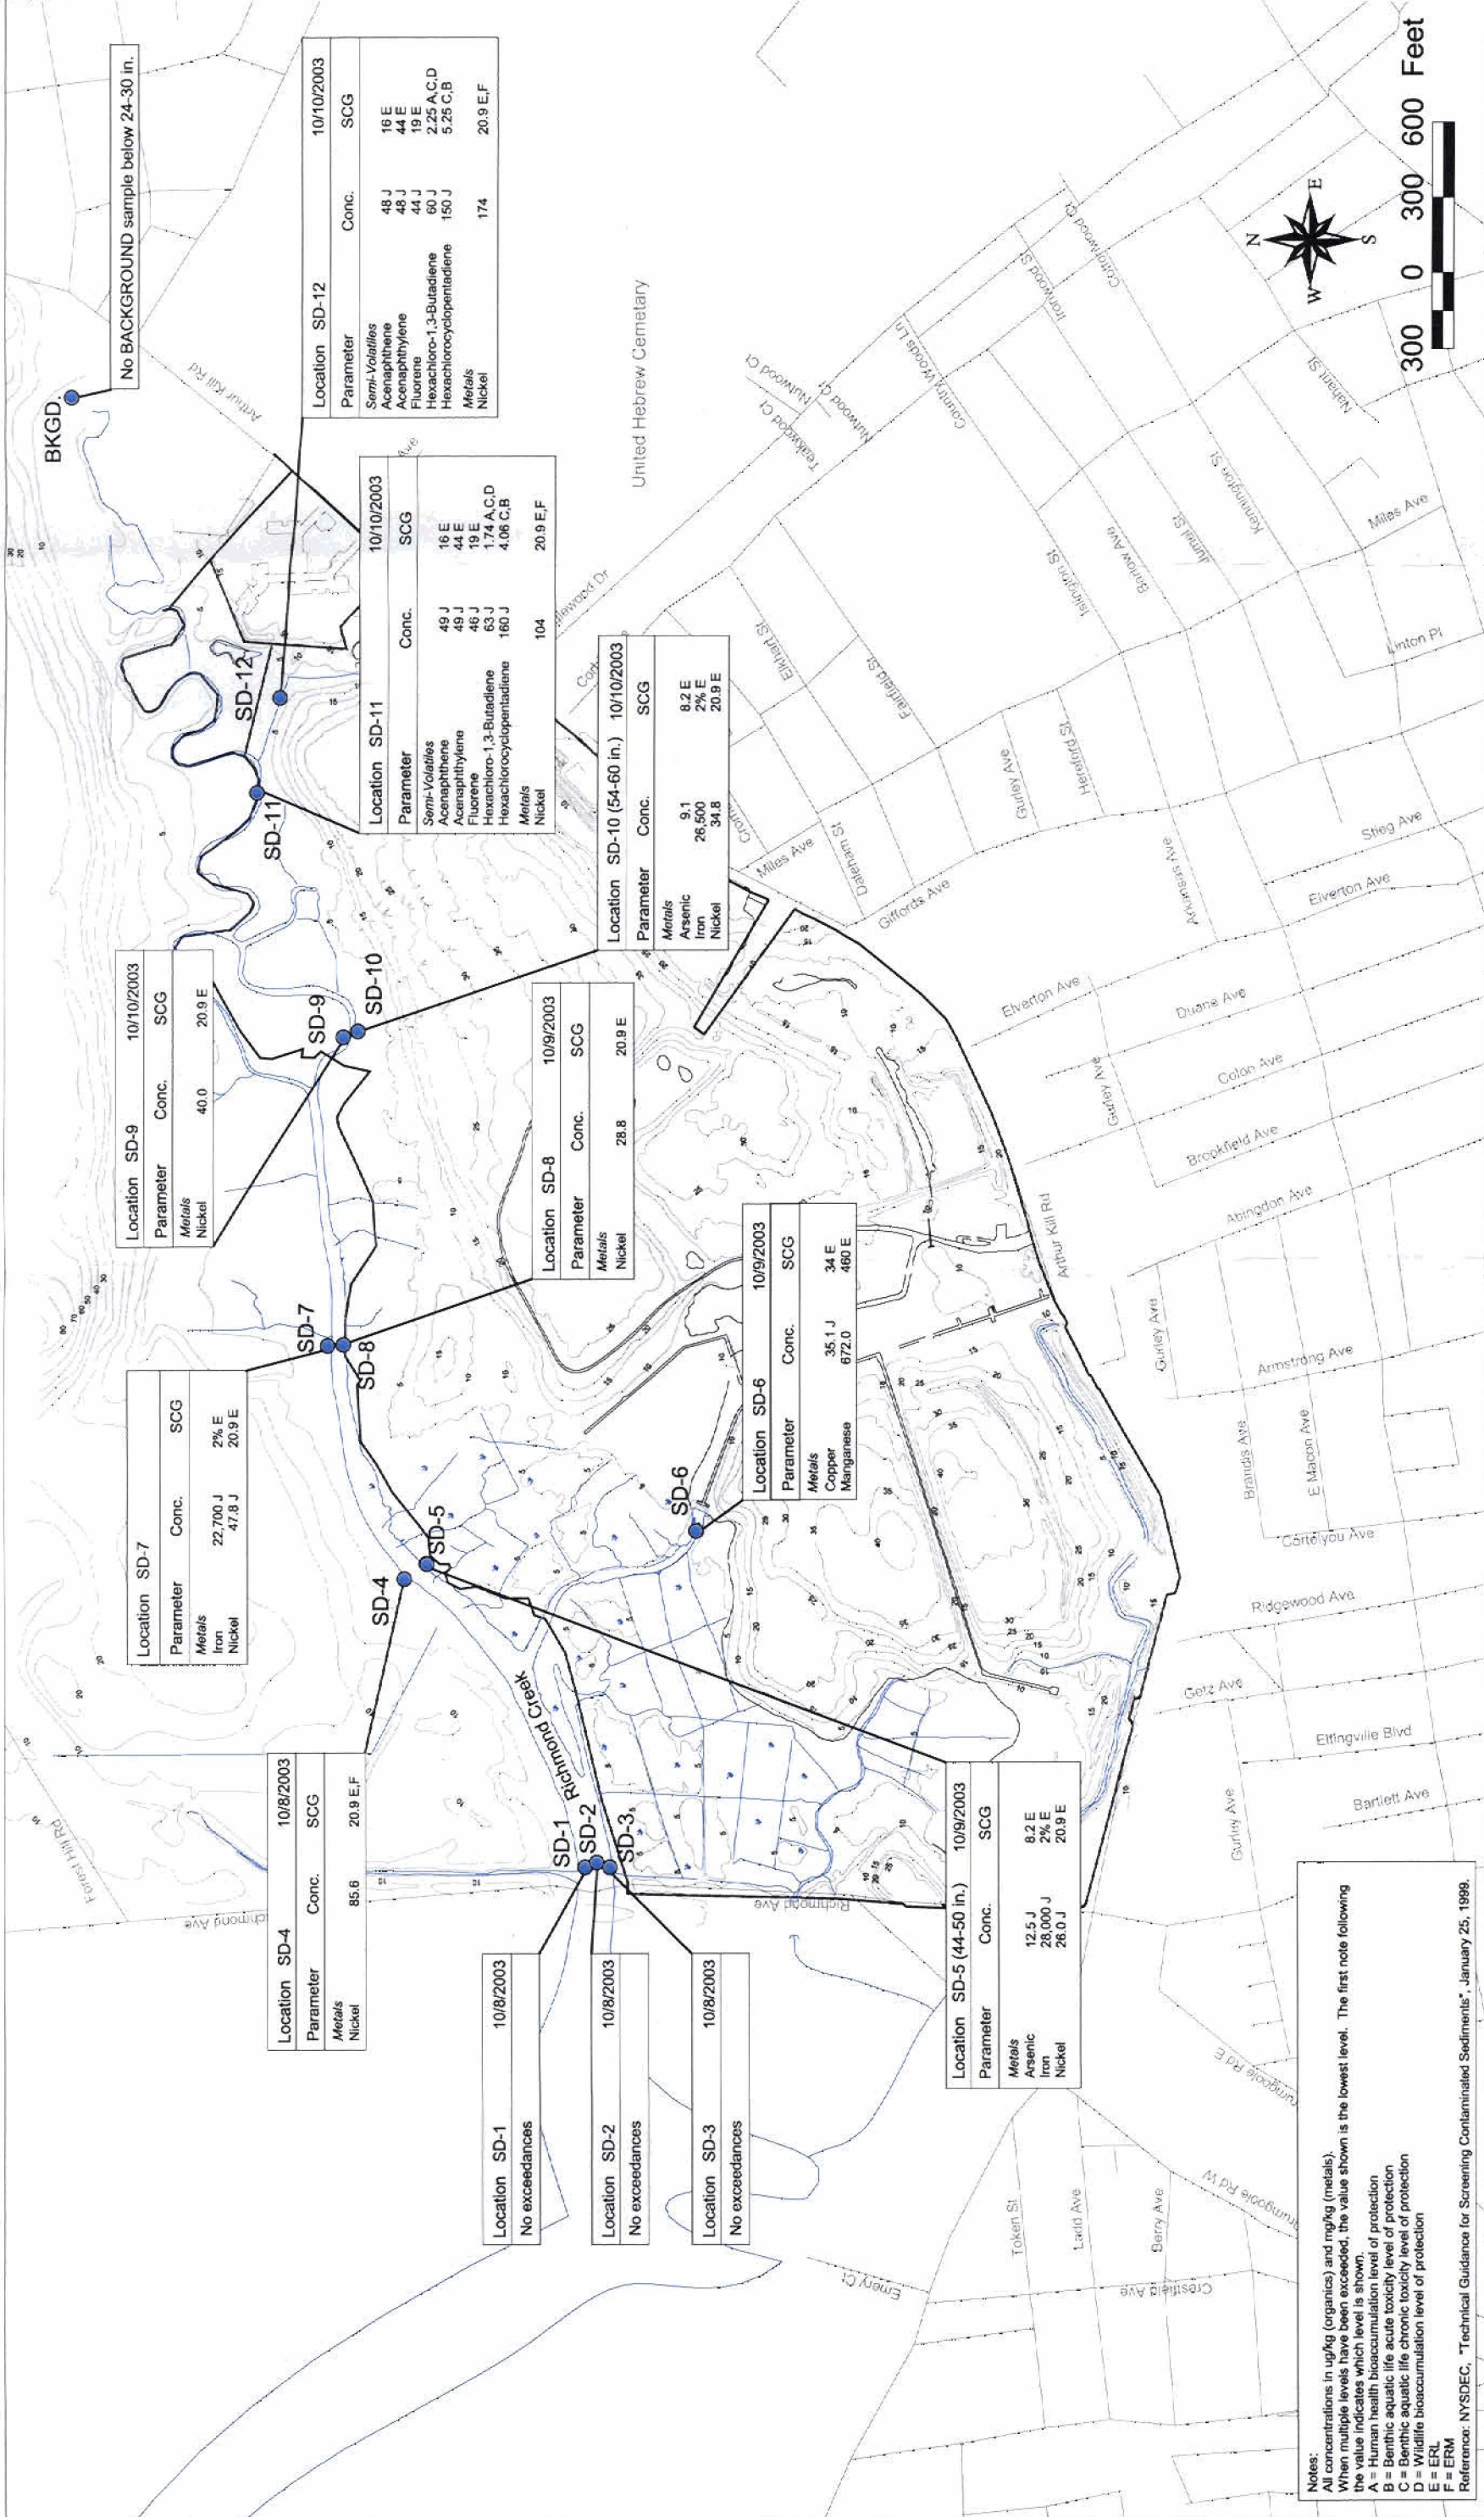 BKGD.
No BACKGROUND sample below 24-30 in.
Location SD-12 10/10/2003
Parameter Conc. SCG
Semi-Volatiles
Acenaphthene 48 J 16 E
Acenaphthylene 48 J 44 E
Fluorene 44 J 19 E
Hexachloro-1,3-Butadiene 60 J 2.25 A,C,D
Hexachlorocyclopentadiene 150 J 5.25 C,B
Metals
Nickel 174 20.9 E,F
Location SD-11 10/10/2003
Parameter Conc. SCG
Semi-Volatiles
Acenaphthene 49 J 16 E
Acenaphthylene 49 J 44 E
Fluorene 46 J 19 E
Hexachloro-1,3-Butadiene 63 J 1.74 A,C,D
Hexachlorocyclopentadiene 160 J 4.06 C,B
Metals
Nickel 104 20.9 E,F
Location SD-10 (54-60 in.) 10/10/2003
Parameter Conc. SCG
Metals
Arsenic 9.1 8.2 E
Iron 26,500 2% E
Nickel 34.8 20.9 E
Location SD-9 10/10/2003
Parameter Conc. SCG
Metals
Nickel 40.0 20.9 E
Location SD-8 10/9/2003
Parameter Conc. SCG
Metals
Nickel 28.8 20.9 E
Location SD-7
Parameter Conc. SCG
Metals
Iron 22,700 J 2% E
Nickel 47.8 J 20.9 E
Location SD-6 10/9/2003
Parameter Conc. SCG
Metals
Copper 35.1 J 34 E
Manganese 672.0 460 E
Location SD-4 10/8/2003
Parameter Conc. SCG
Metals
Nickel 85.6 20.9 E,F
Location SD-5 (44-50 in.) 10/9/2003
Parameter Conc. SCG
Metals
Arsenic 12.5 J 8.2 E
Iron 28,000 J 2% E
Nickel 26.0 J 20.9 E
Location SD-1 10/8/2003
No exceedances
Location SD-2 10/8/2003
No exceedances
Location SD-3 10/8/2003
No exceedances
SD-12
SD-11
SD-10
SD-9
SD-8
SD-7
SD-6
SD-5
SD-4
SD-3
SD-2
SD-1
Richmond Creek
Richmond Ave
Forest Hill Rd
Arthur Kill Rd
United Hebrew Cemetary
Teakwood Ct
Nutwood Ct
Nutwood Ct
Country Woods Ln
Ironwood St
Cottonwood Ct
Nahant St
Kennington St
Jumel St
Barlow Ave
Islington St
Miles Ave
Linton Pl
Elkhart St
Fairfield St
Gurley Ave
Hereford St
Miles Ave
Daleham St
Giffords Ave
Arkansas Ave
Stieg Ave
Elverton Ave
Elverton Ave
Duane Ave
Gurley Ave
Colon Ave
Brookfield Ave
Abingdon Ave
Arthur Kill Rd
Gurley Ave
Armstrong Ave
Brandis Ave
E Macon Ave
Cortelyou Ave
Ridgewood Ave
Getz Ave
Eltingville Blvd
Gurley Ave
Bartlett Ave
Richmond Ave
Token St
Ladd Ave
Berry Ave
Crestfield Ave
Emery Ct
N
W E
S
300 0 300 600 Feet
Notes:
All concentrations in ug/kg (organics) and mg/kg (metals).
When multiple levels have been exceeded, the value shown is the lowest level. The first note following
the value indicates which level is shown.
A = Human health bioaccumulation level of protection
B = Benthic aquatic life acute toxicity level of protection
C = Benthic aquatic life chronic toxicity level of protection
D = Wildlife bioaccumulation level of protection
E = ERL
F = ERM
Reference: NYSDEC, "Technical Guidance for Screening Contaminated Sediments", January 25, 1999.